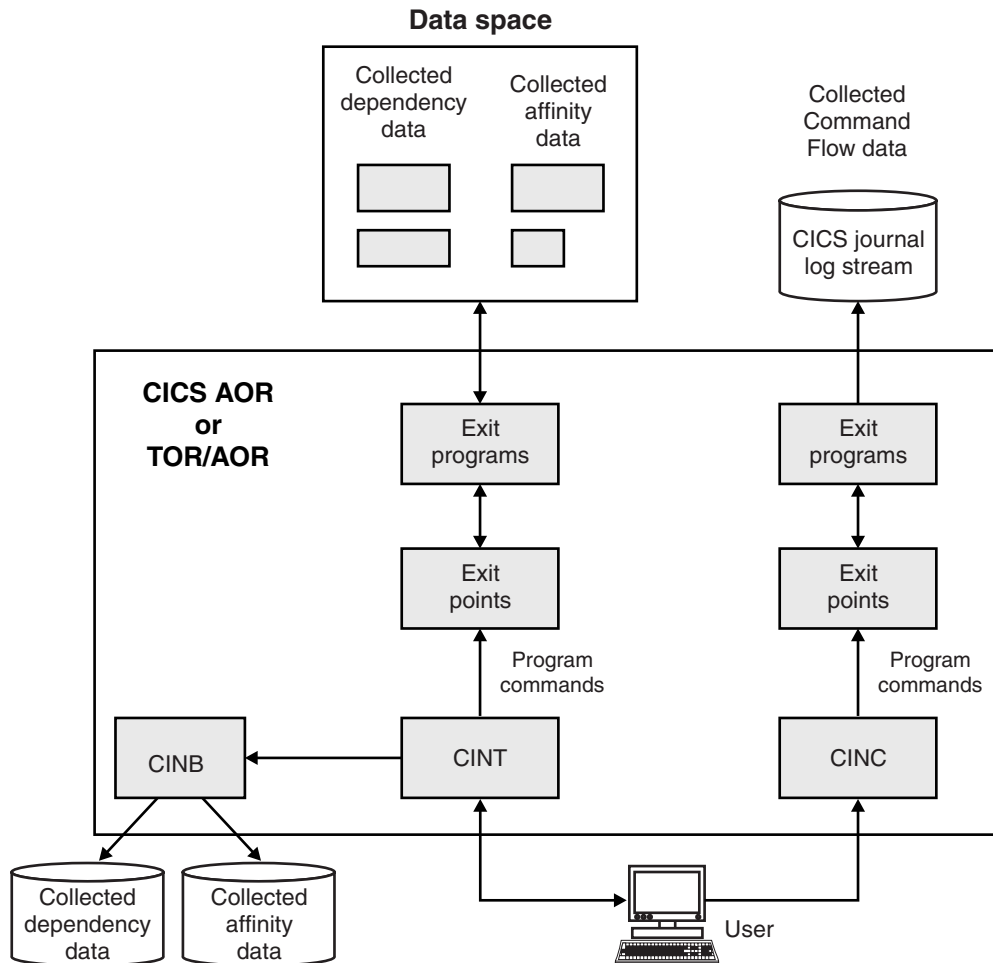 Data space
Collected
dependency
data
Collected
affinity
data
Collected
Command
Flow data
CICS journal
log stream
CICS AOR
or
TOR/AOR
Exit
programs
Exit
programs
Exit
points
Exit
points
Program
commands
Program
commands
CINB
CINT
CINC
Collected
dependency
data
Collected
affinity
data
User